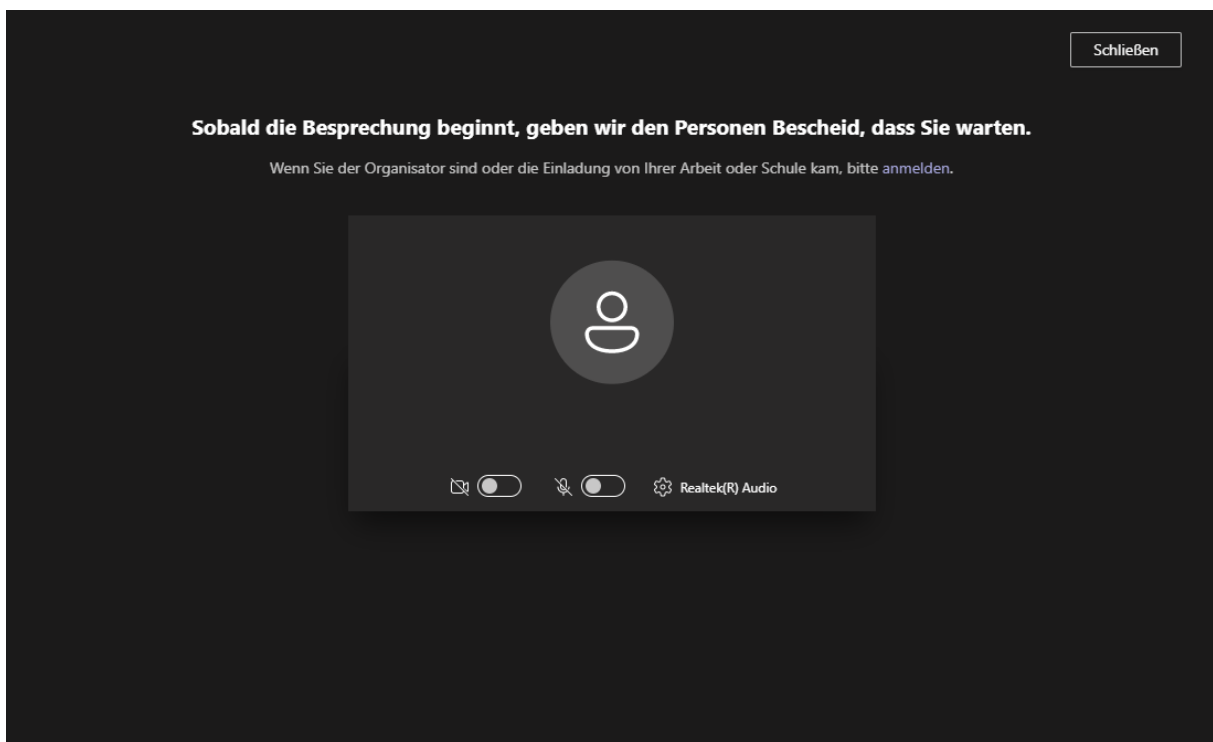 Schließen
Sobald die Besprechung beginnt, geben wir den Personen Bescheid, dass Sie warten.
Wenn Sie der Organisator sind oder die Einladung von Ihrer Arbeit oder Schule kam, bitte anmelden.
Realtek(R) Audio